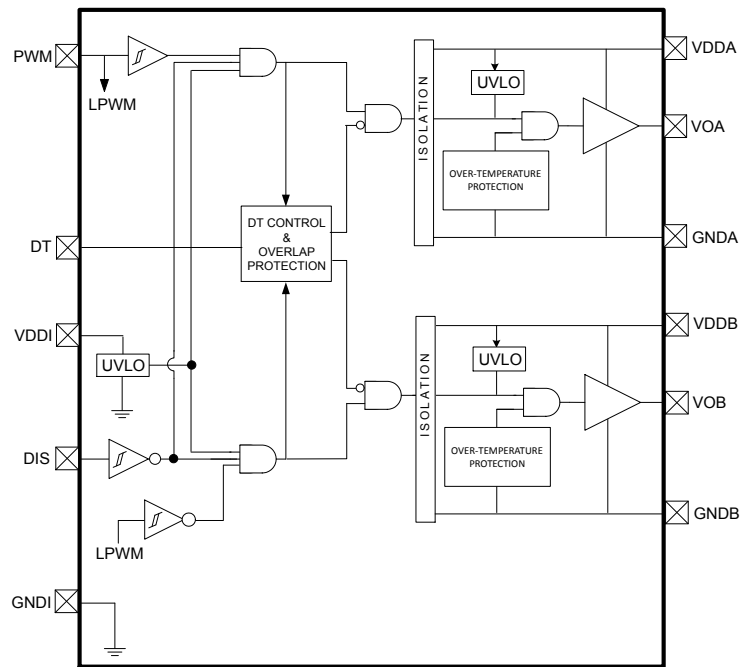 PWM
LPWM
DT
VDDI
UVLO
DIS
LPWM
GNDI
DT CONTROL
&
OVERLAP
PROTECTION
ISOLATION
UVLO
OVER-TEMPERATURE
PROTECTION
VDDA
VOA
GNDA
ISOLATION
UVLO
OVER-TEMPERATURE
PROTECTION
VDDB
VOB
GNDB